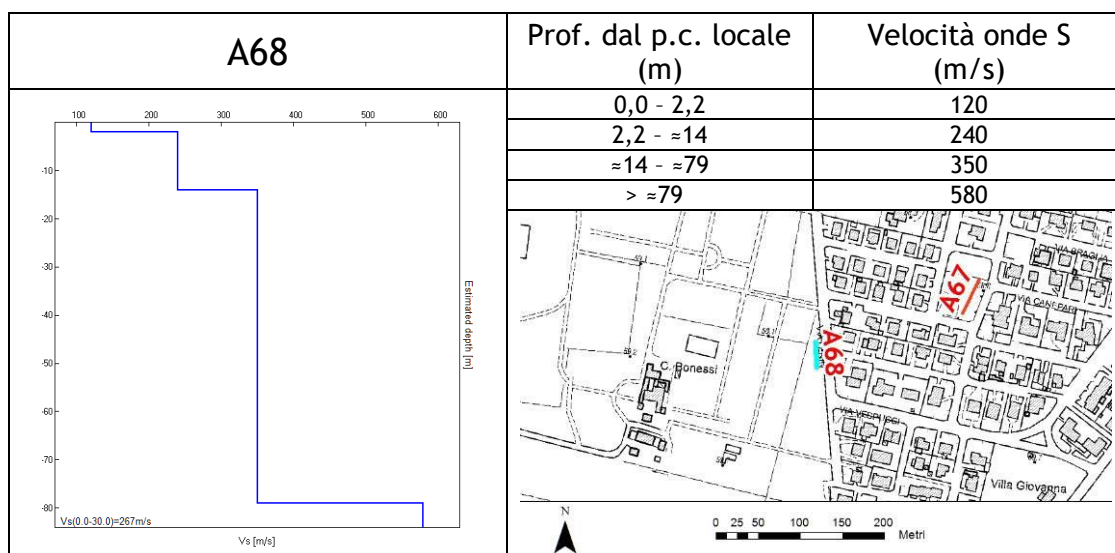 A68
Prof. dal p.c. locale
(m)
Velocità onde S
(m/s)
0,0 – 2,2
120
2,2 – ≈14
240
≈14 – ≈79
350
> ≈79
580
100 200 300 400 500 600
-10
-20
-30
-40
-50
-60
-70
-80
Estimated depth [m]
Vs(0.0-30.0)=267m/s
Vs [m/s]
VIA BRAGLIA
A67
VIA CANEPARI
A68
C. Bonessi
VIA VESPUCCI
Villa Giovanna
N
0 25 50 100 150 200
Metri